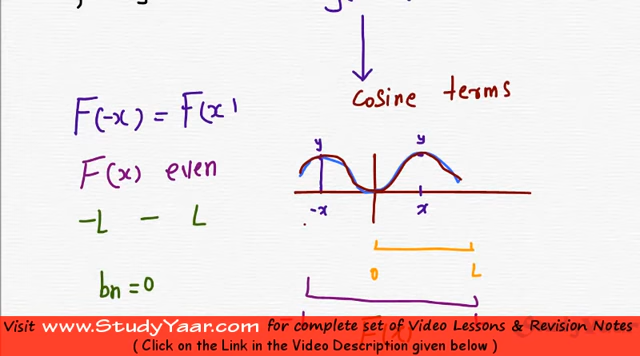 cosine terms
F(-x) = F(x)
F(x) even
-L - L
bn = 0
y y
-x x
0 L
Visit www.StudyYaar.com for complete set of Video Lessons & Revision Notes
( Click on the Link in the Video Description given below )